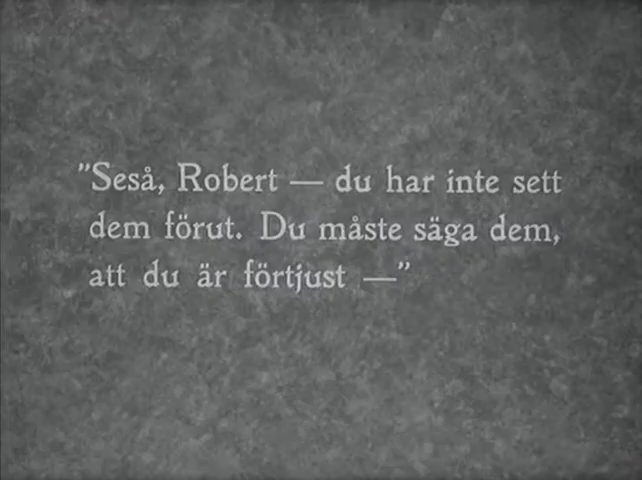 "Seså, Robert — du har inte sett
dem förut. Du måste säga dem,
att du är förtjust —"